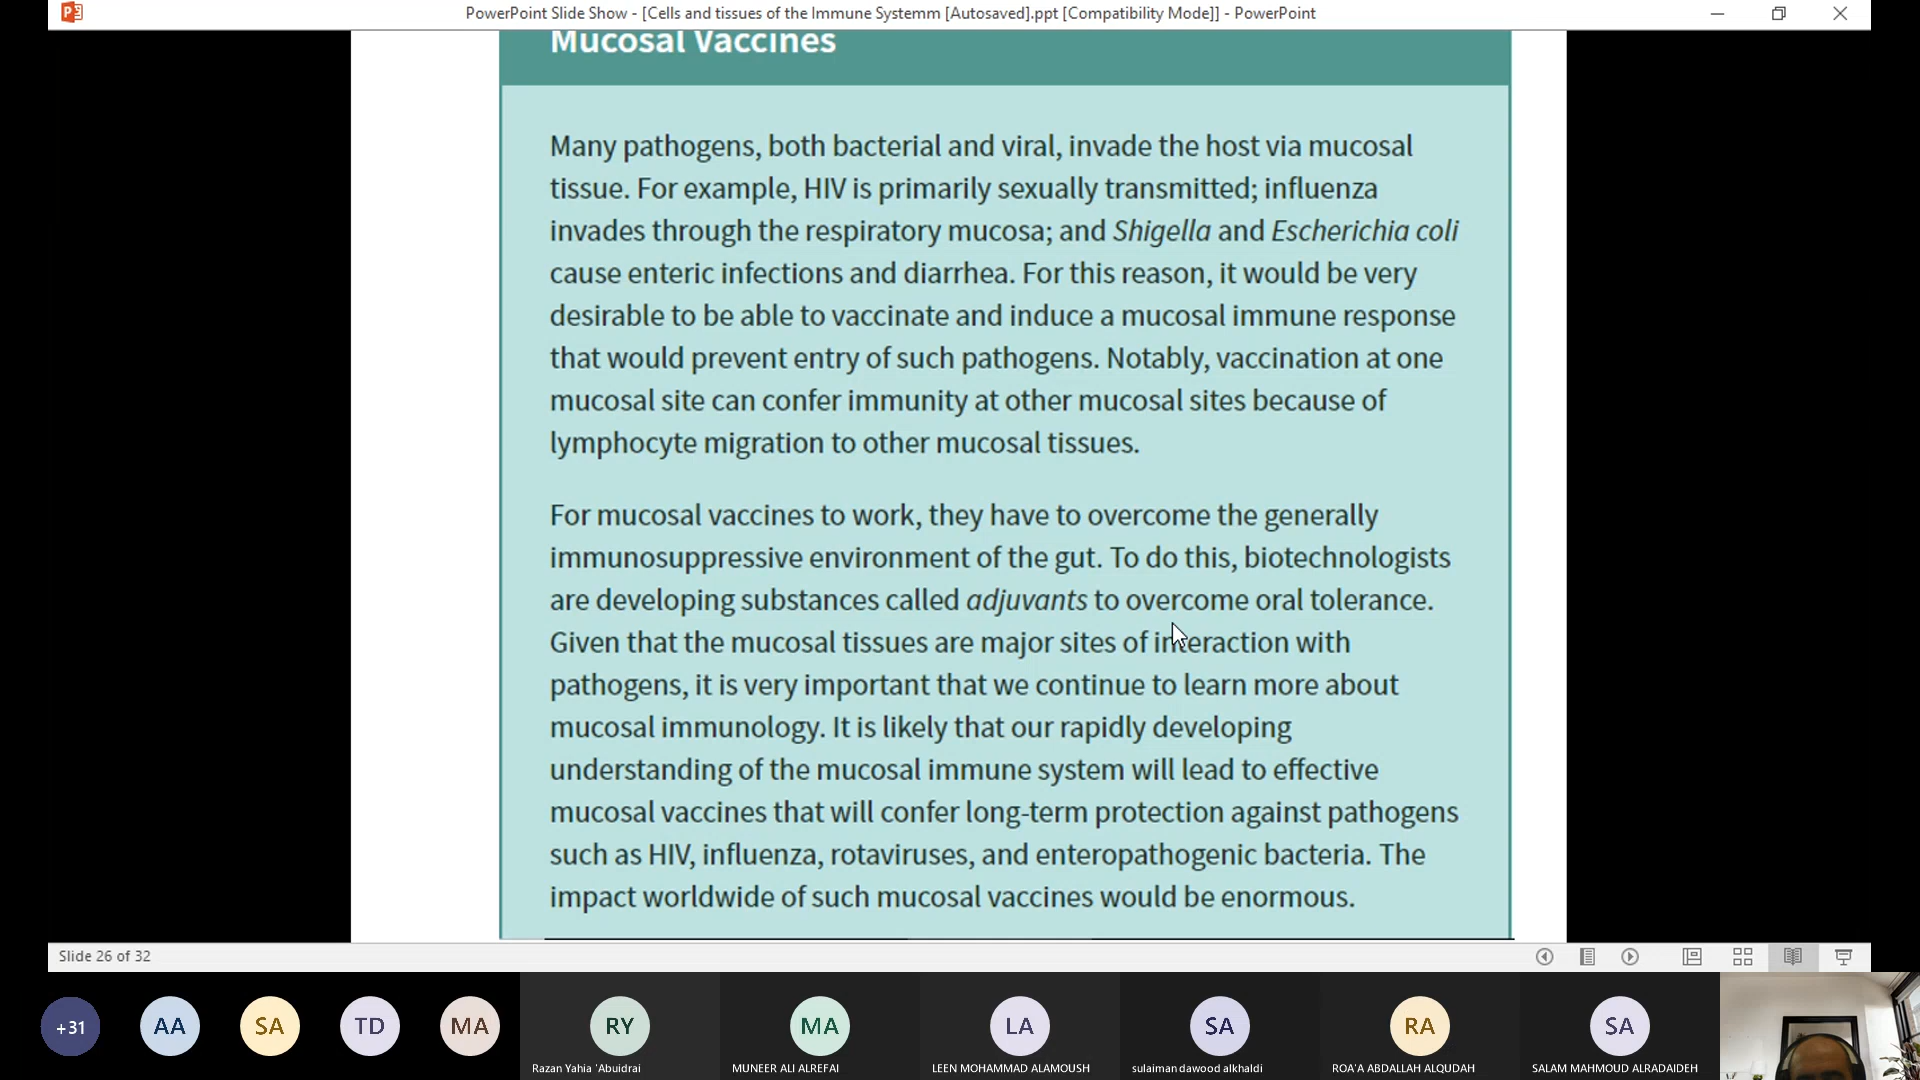 PowerPoint Slide Show - [Cells and tissues of the Immune Systemm [Autosaved].ppt [Compatibility Mode]] - PowerPoint
Mucosal Vaccines
Many pathogens, both bacterial and viral, invade the host via mucosal
tissue. For example, HIV is primarily sexually transmitted; influenza
invades through the respiratory mucosa; and Shigella and Escherichia coli
cause enteric infections and diarrhea. For this reason, it would be very
desirable to be able to vaccinate and induce a mucosal immune response
that would prevent entry of such pathogens. Notably, vaccination at one
mucosal site can confer immunity at other mucosal sites because of
lymphocyte migration to other mucosal tissues.
For mucosal vaccines to work, they have to overcome the generally
immunosuppressive environment of the gut. To do this, biotechnologists
are developing substances called adjuvants to overcome oral tolerance.
Given that the mucosal tissues are major sites of interaction with
pathogens, it is very important that we continue to learn more about
mucosal immunology. It is likely that our rapidly developing
understanding of the mucosal immune system will lead to effective
mucosal vaccines that will confer long-term protection against pathogens
such as HIV, influenza, rotaviruses, and enteropathogenic bacteria. The
impact worldwide of such mucosal vaccines would be enormous.
Slide 26 of 32
+31 AA SA TD MA RY MA LA SA RA SA
Razan Yahia 'Abuidrai MUNEER ALI ALREFAI LEEN MOHAMMAD ALAMOUSH sulaiman dawood alkhaldi ROA'A ABDALLAH ALQUDAH SALAM MAHMOUD ALRADAIDEH